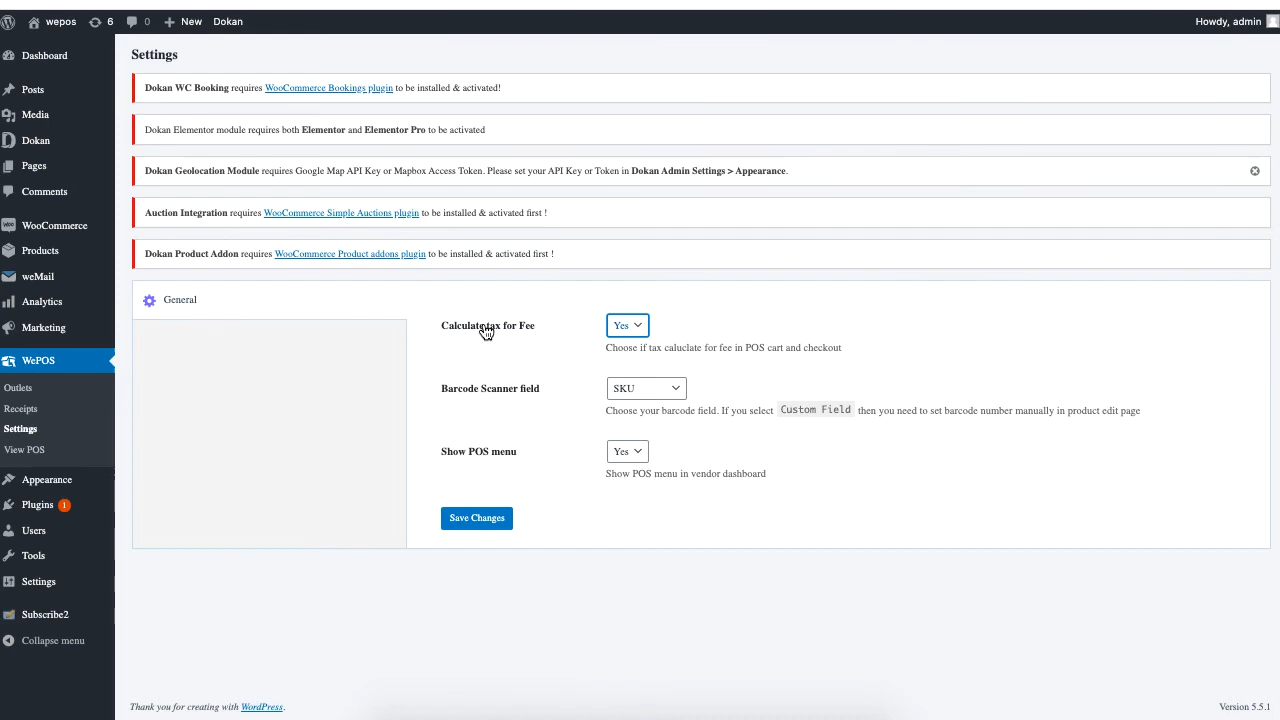 wepos 6 0 New Dokan Howdy, admin
Dashboard
Posts
Media
Dokan
Pages
Comments
WooCommerce
Products
weMail
Analytics
Marketing
WePOS
Outlets
Receipts
Settings
View POS
Appearance
Plugins 1
Users
Tools
Settings
Subscribe2
Collapse menu
Settings
Dokan WC Booking requires WooCommerce Bookings plugin to be installed & activated!
Dokan Elementor module requires both Elementor and Elementor Pro to be activated
Dokan Geolocation Module requires Google Map API Key or Mapbox Access Token. Please set your API Key or Token in Dokan Admin Settings > Appearance.
Auction Integration requires WooCommerce Simple Auctions plugin to be installed & activated first !
Dokan Product Addon requires WooCommerce Product addons plugin to be installed & activated first !
General
Calculate tax for Fee Yes
Choose if tax caluclate for fee in POS cart and checkout
Barcode Scanner field SKU
Choose your barcode field. If you select Custom Field then you need to set barcode number manually in product edit page
Show POS menu Yes
Show POS menu in vendor dashboard
Save Changes
Thank you for creating with WordPress. Version 5.5.1